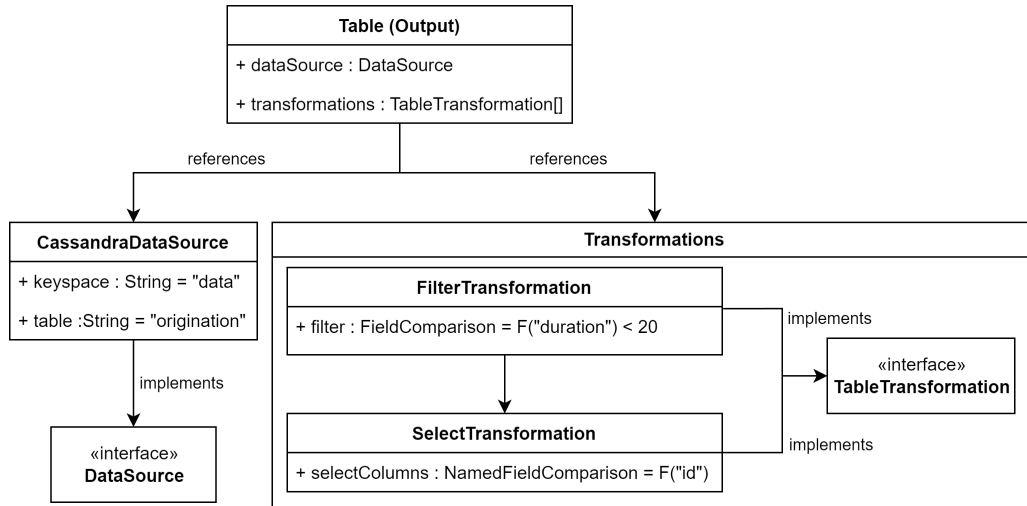 Table (Output)
+ dataSource : DataSource
+ transformations : TableTransformation[]
references
references
CassandraDataSource
+ keyspace : String = "data"
+ table :String = "origination"
implements
«interface»
DataSource
Transformations
FilterTransformation
+ filter : FieldComparison = F("duration") < 20
implements
«interface»
TableTransformation
SelectTransformation
+ selectColumns : NamedFieldComparison = F("id")
implements